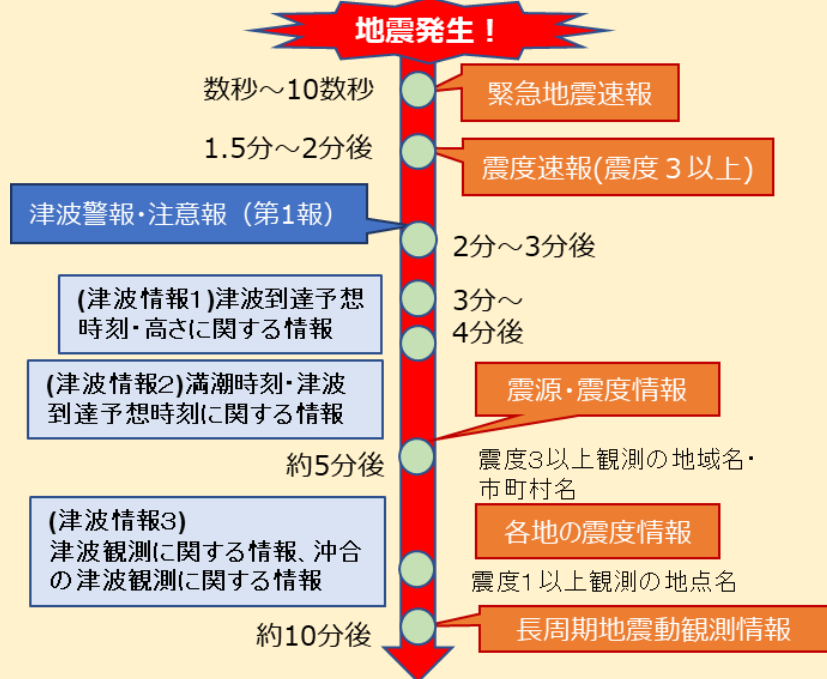 地震発生！
数秒～10数秒
緊急地震速報
1.5分～2分後
震度速報(震度３以上)
津波警報・注意報（第1報）
2分～3分後
(津波情報1)津波到達予想
時刻・高さに関する情報
3分～
4分後
(津波情報2)満潮時刻・津波
到達予想時刻に関する情報
震源・震度情報
約5分後
震度3以上観測の地域名・
市町村名
(津波情報3)
津波観測に関する情報、沖合
の津波観測に関する情報
各地の震度情報
震度1以上観測の地点名
約10分後
長周期地震動観測情報